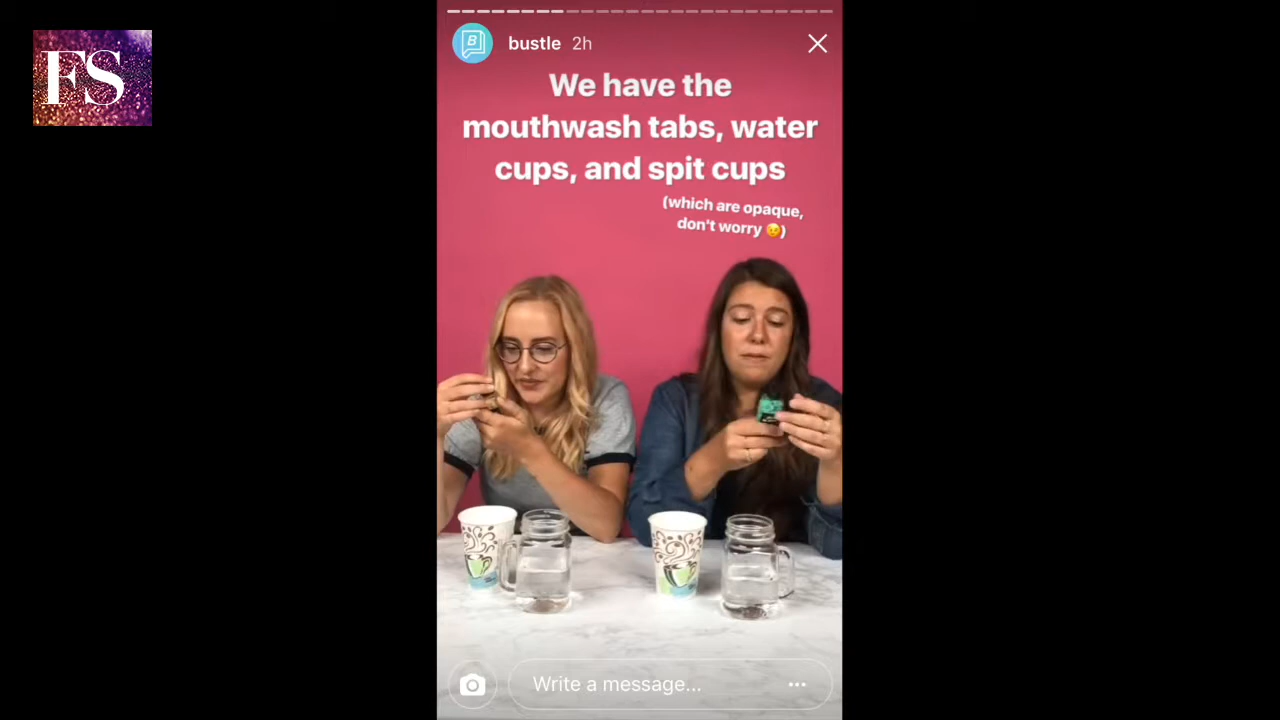 FS
B
bustle 2h
We have the
mouthwash tabs, water
cups, and spit cups
(which are opaque,
don't worry 😉)
Write a message...